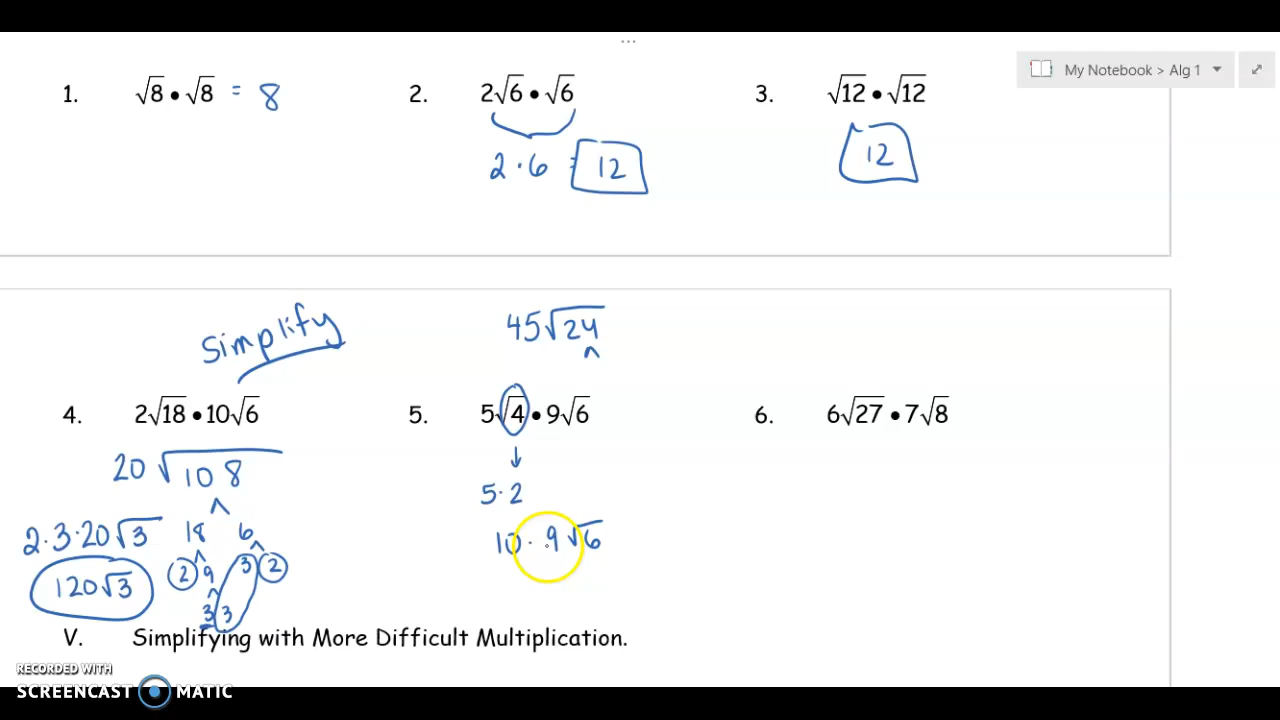 ...
My Notebook > Alg 1
1. √8 • √8 = 8
2. 2√6 • √6
2 · 6 = 12
3. √12 • √12
12
Simplify
4. 2√18 • 10√6
20√108
18 6
2 9 3 2
3 3
2·3·20√3
120√3
45√24
5. 5√4 • 9√6
↓
5·2
10 · 9√6
6. 6√27 • 7√8
V. Simplifying with More Difficult Multiplication.
RECORDED WITH
SCREENCAST MATIC